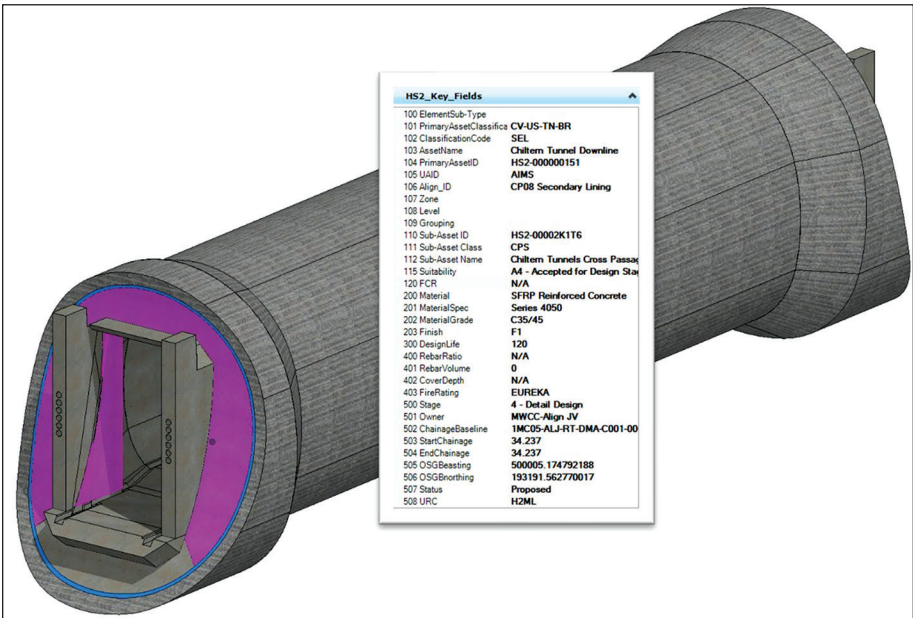 HS2_Key_Fields
100 ElementSub-Type
101 PrimaryAssetClassifica CV-US-TN-BR
102 ClassificationCode SEL
103 AssetName Chiltern Tunnel Downline
104 PrimaryAssetID HS2-000000151
105 UAID AIMS
106 Align_ID CP08 Secondary Lining
107 Zone
108 Level
109 Grouping
110 Sub-Asset ID HS2-00002K1T6
111 Sub-Asset Class CPS
112 Sub-Asset Name Chiltern Tunnels Cross Passag
115 Suitability A4 - Accepted for Design Sta
120 FCR N/A
200 Material SFRP Reinforced Concrete
201 MaterialSpec Series 4050
202 MaterialGrade C35/45
203 Finish F1
300 DesignLife 120
400 RebarRatio N/A
401 RebarVolume 0
402 CoverDepth N/A
403 FireRating EUREKA
500 Stage 4 - Detail Design
501 Owner MWCC-Align JV
502 ChainageBaseline 1MC05-ALJ-RT-DMA-C001-00
503 StartChainage 34.237
504 EndChainage 34.237
505 OSGBeasting 500005.174792188
506 OSGBnorthing 193191.562770017
507 Status Proposed
508 URC H2ML